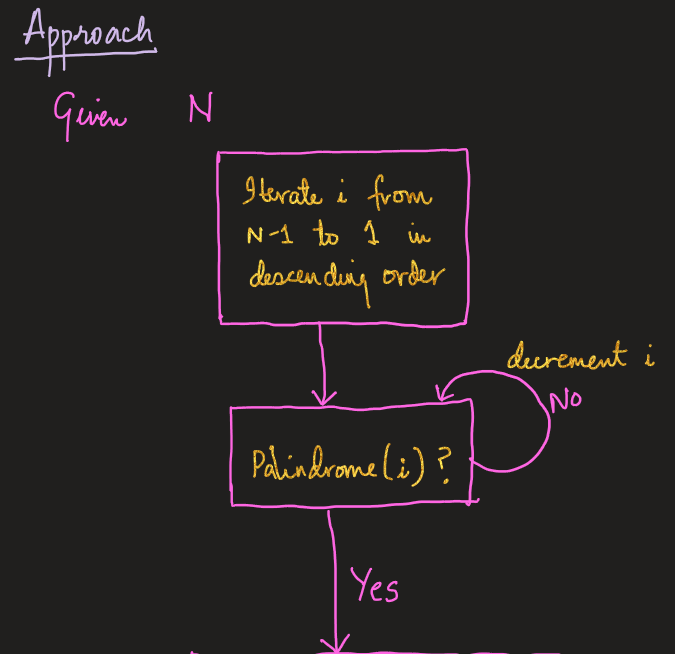 Approach
Given N
Iterate i from
N-1 to 1 in
descending order
decrement i
No
Palindrome(i)?
Yes